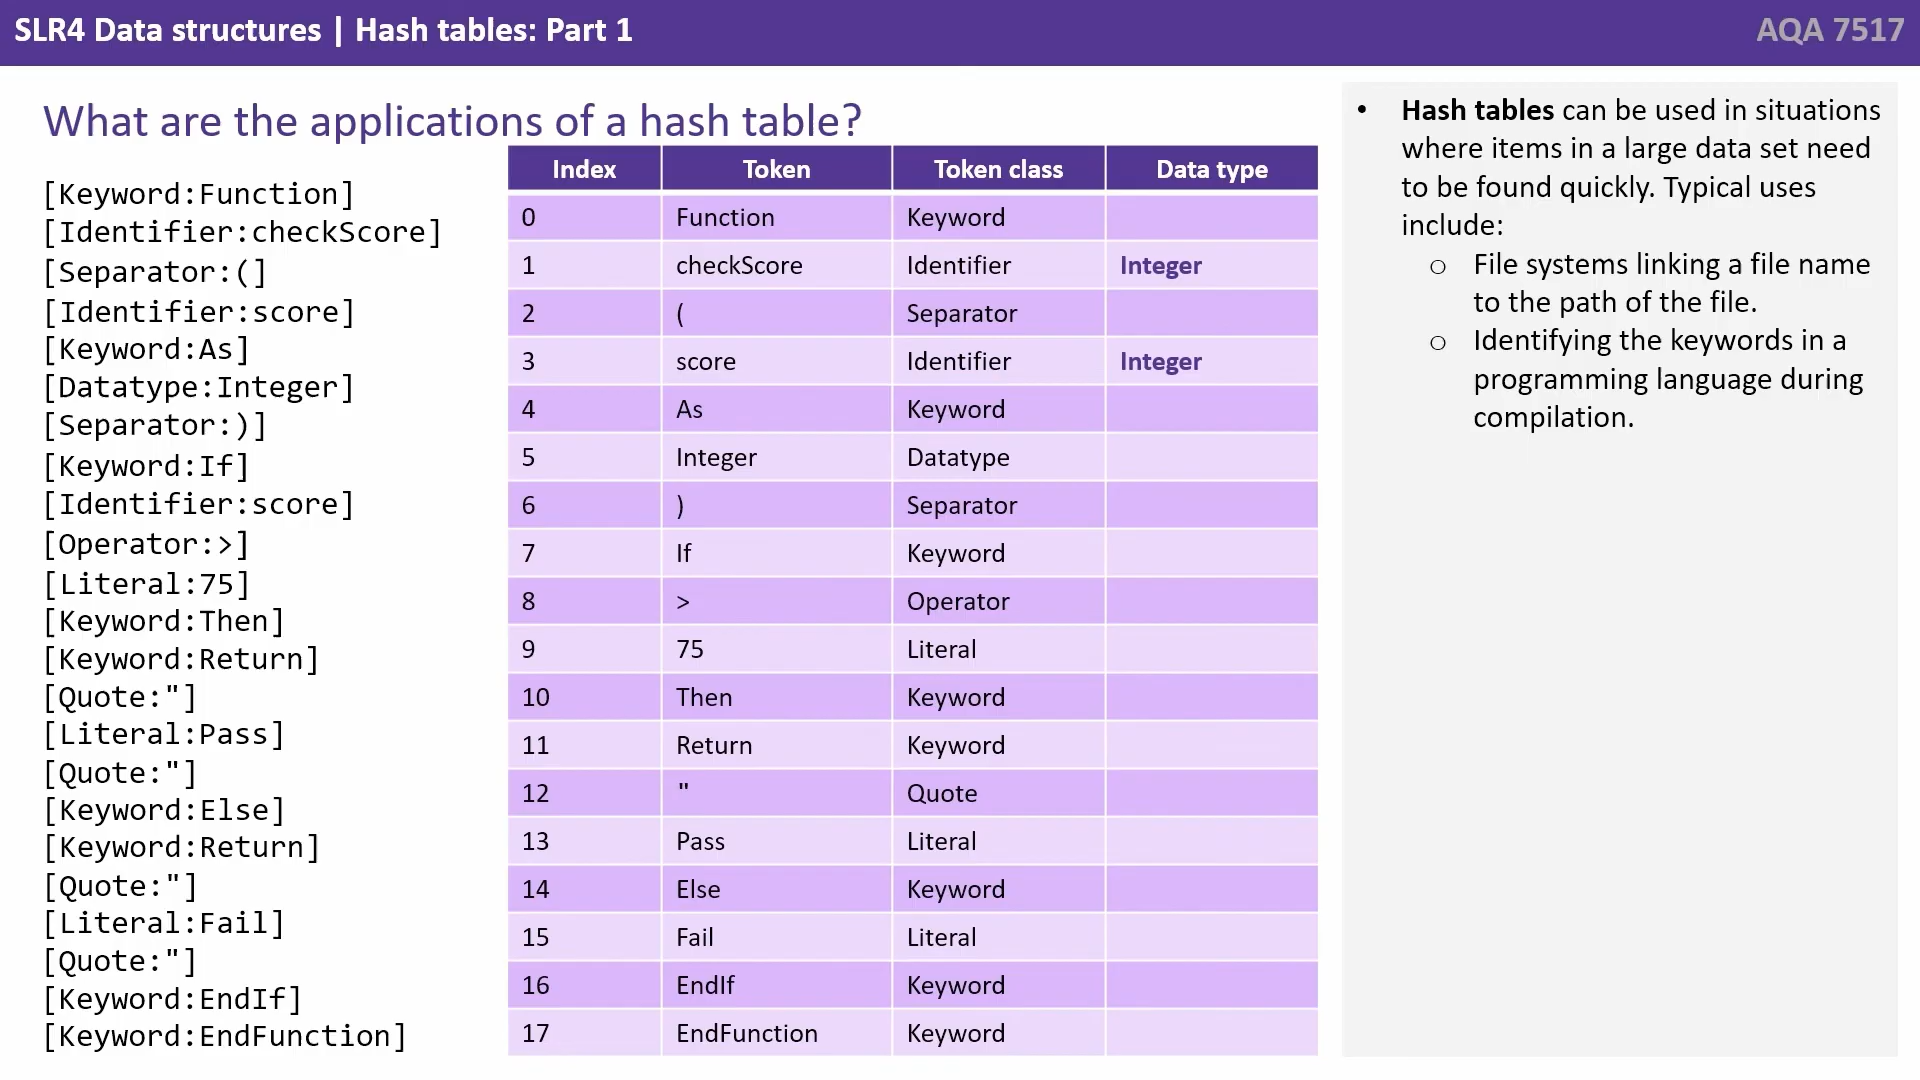 SLR4 Data structures | Hash tables: Part 1
AQA 7517
What are the applications of a hash table?
[Keyword:Function]
[Identifier:checkScore]
[Separator:(]
[Identifier:score]
[Keyword:As]
[Datatype:Integer]
[Separator:)]
[Keyword:If]
[Identifier:score]
[Operator:>]
[Literal:75]
[Keyword:Then]
[Keyword:Return]
[Quote:"]
[Literal:Pass]
[Quote:"]
[Keyword:Else]
[Keyword:Return]
[Quote:"]
[Literal:Fail]
[Quote:"]
[Keyword:EndIf]
[Keyword:EndFunction]
Index Token Token class Data type
0 Function Keyword
1 checkScore Identifier Integer
2 ( Separator
3 score Identifier Integer
4 As Keyword
5 Integer Datatype
6 ) Separator
7 If Keyword
8 > Operator
9 75 Literal
10 Then Keyword
11 Return Keyword
12 " Quote
13 Pass Literal
14 Else Keyword
15 Fail Literal
16 EndIf Keyword
17 EndFunction Keyword
• Hash tables can be used in situations
where items in a large data set need
to be found quickly. Typical uses
include:
o File systems linking a file name
to the path of the file.
o Identifying the keywords in a
programming language during
compilation.